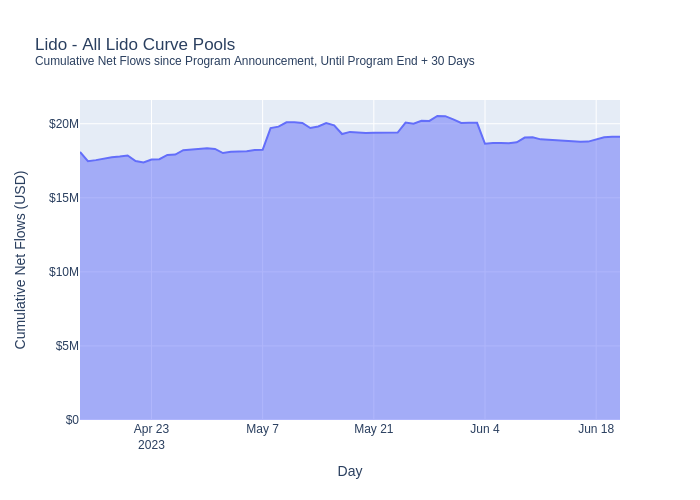 Lido - All Lido Curve Pools
Cumulative Net Flows since Program Announcement, Until Program End + 30 Days
Cumulative Net Flows (USD)
$20M
$15M
$10M
$5M
$0
Apr 23
2023
May 7
May 21
Jun 4
Jun 18
Day